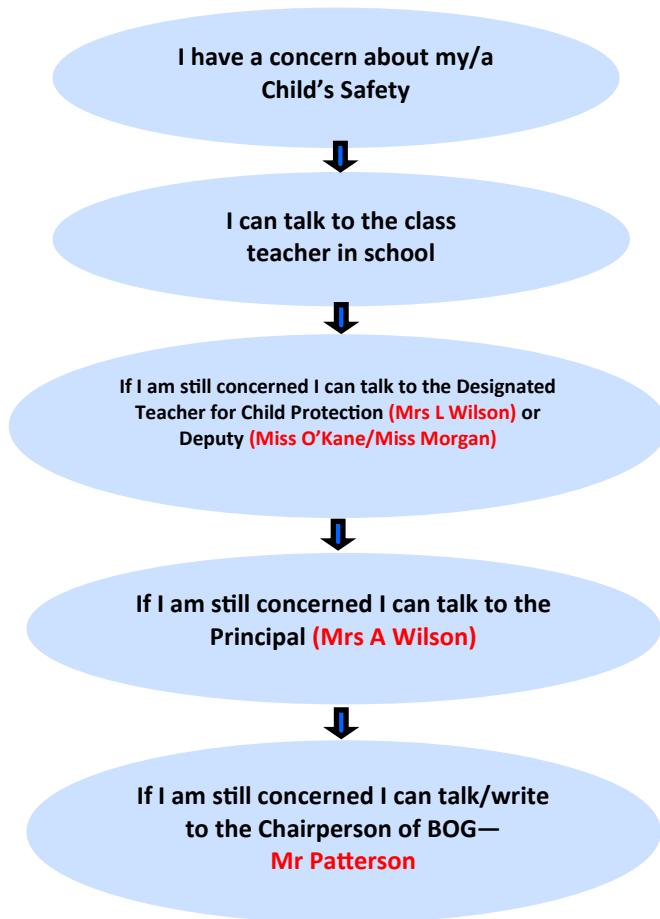 I have a concern about my/a
Child’s Safety
I can talk to the class
teacher in school
If I am still concerned I can talk to the Designated
Teacher for Child Protection (Mrs L Wilson) or
Deputy (Miss O’Kane/Miss Morgan)
If I am still concerned I can talk to the
Principal (Mrs A Wilson)
If I am still concerned I can talk/write
to the Chairperson of BOG—
Mr Patterson